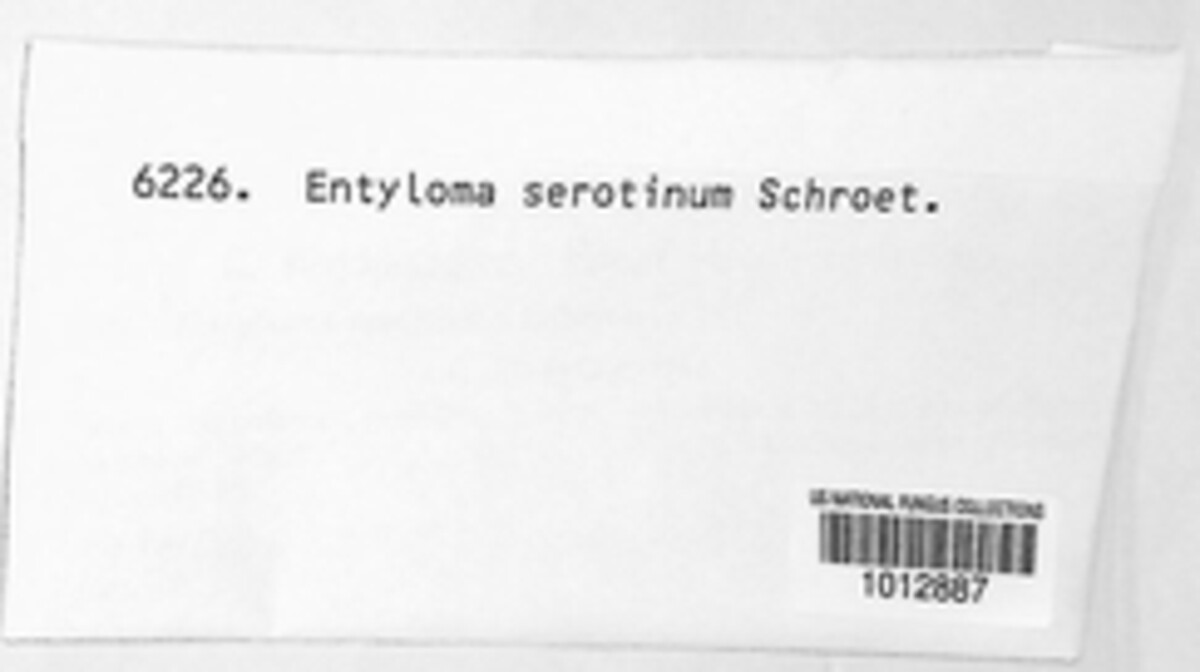 6226. Entyloma serotinum Schroet.
US NATIONAL FUNGUS COLLECTIONS
1012887